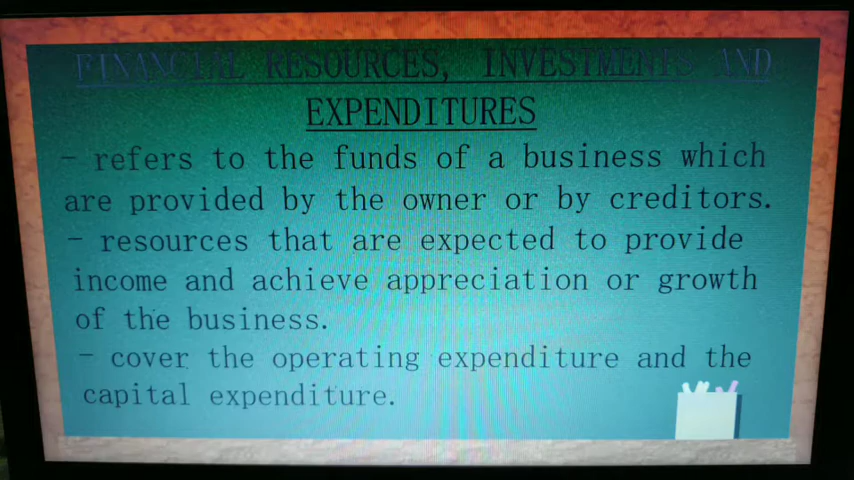 FINANCIAL RESOURCES, INVESTMENTS AND
EXPENDITURES
- refers to the funds of a business which
are provided by the owner or by creditors.
- resources that are expected to provide
income and achieve appreciation or growth
of the business.
- cover the operating expenditure and the
capital expenditure.